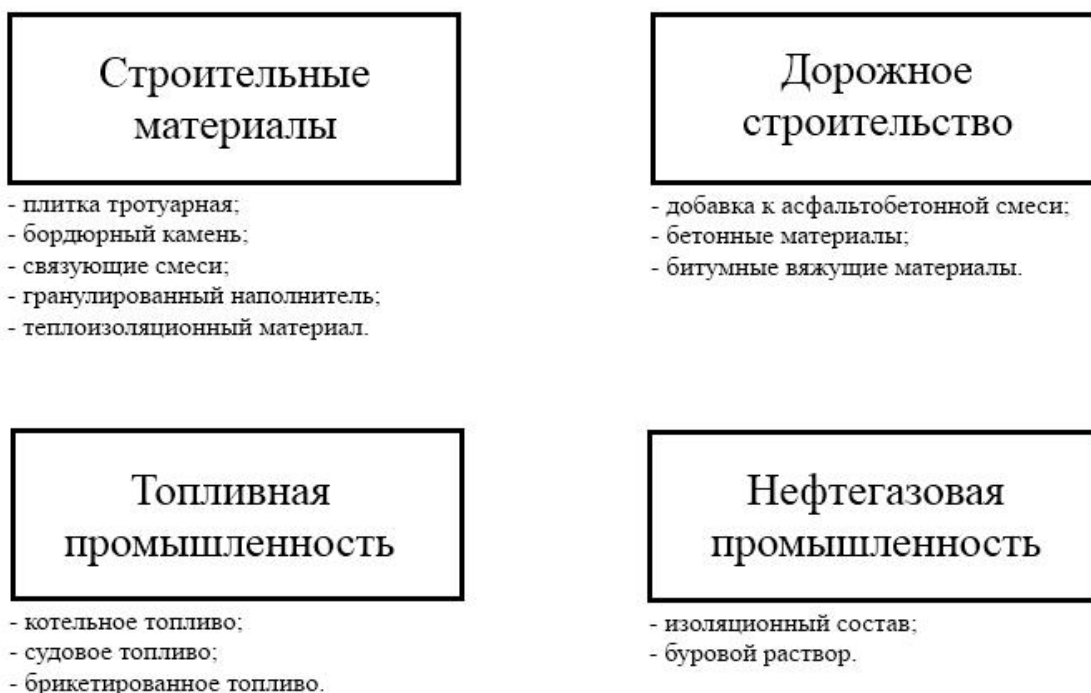 Строительные
материалы
- плитка тротуарная;
- бордюрный камень;
- связующие смеси;
- гранулированный наполнитель;
- теплоизоляционный материал.
Дорожное
строительство
- добавка к асфальтобетонной смеси;
- бетонные материалы;
- битумные вяжущие материалы.
Топливная
промышленность
- котельное топливо;
- судовое топливо;
- брикетированное топливо.
Нефтегазовая
промышленность
- изоляционный состав;
- буровой раствор.